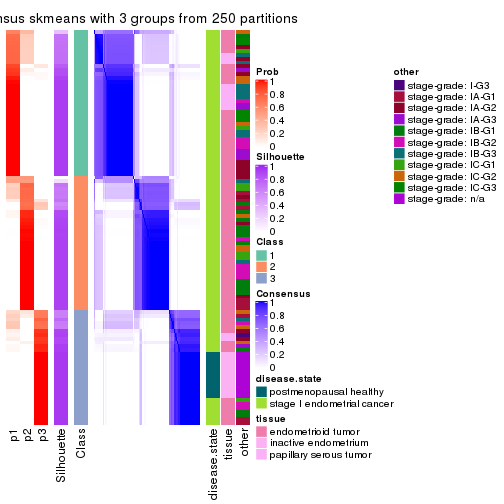 sus skmeans with 3 groups from 250 partitions
Prob
1
0.8
0.6
0.4
0.2
0
Silhouette
1
0.8
0.6
0.4
0.2
0
Class
1
2
3
Consensus
1
0.8
0.6
0.4
0.2
0
disease.state
postmenopausal healthy
stage I endometrial cancer
tissue
endometrioid tumor
inactive endometrium
papillary serous tumor
other
stage-grade: I-G3
stage-grade: IA-G1
stage-grade: IA-G2
stage-grade: IA-G3
stage-grade: IB-G1
stage-grade: IB-G2
stage-grade: IB-G3
stage-grade: IC-G1
stage-grade: IC-G2
stage-grade: IC-G3
stage-grade: n/a
p1
p2
p3
Silhouette
Class
disease.state
tissue
other